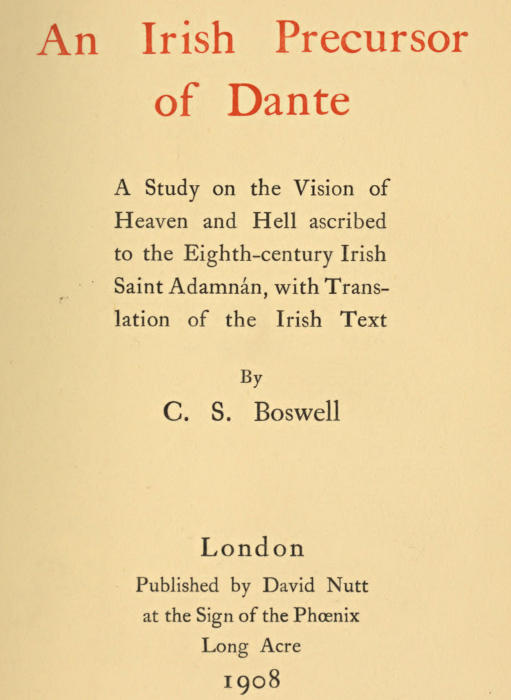 An Irish Precursor
of Dante
A Study on the Vision of
Heaven and Hell ascribed
to the Eighth-century Irish
Saint Adamnán, with Trans-
lation of the Irish Text
By
C. S. Boswell
London
Published by David Nutt
at the Sign of the Phœnix
Long Acre
1908